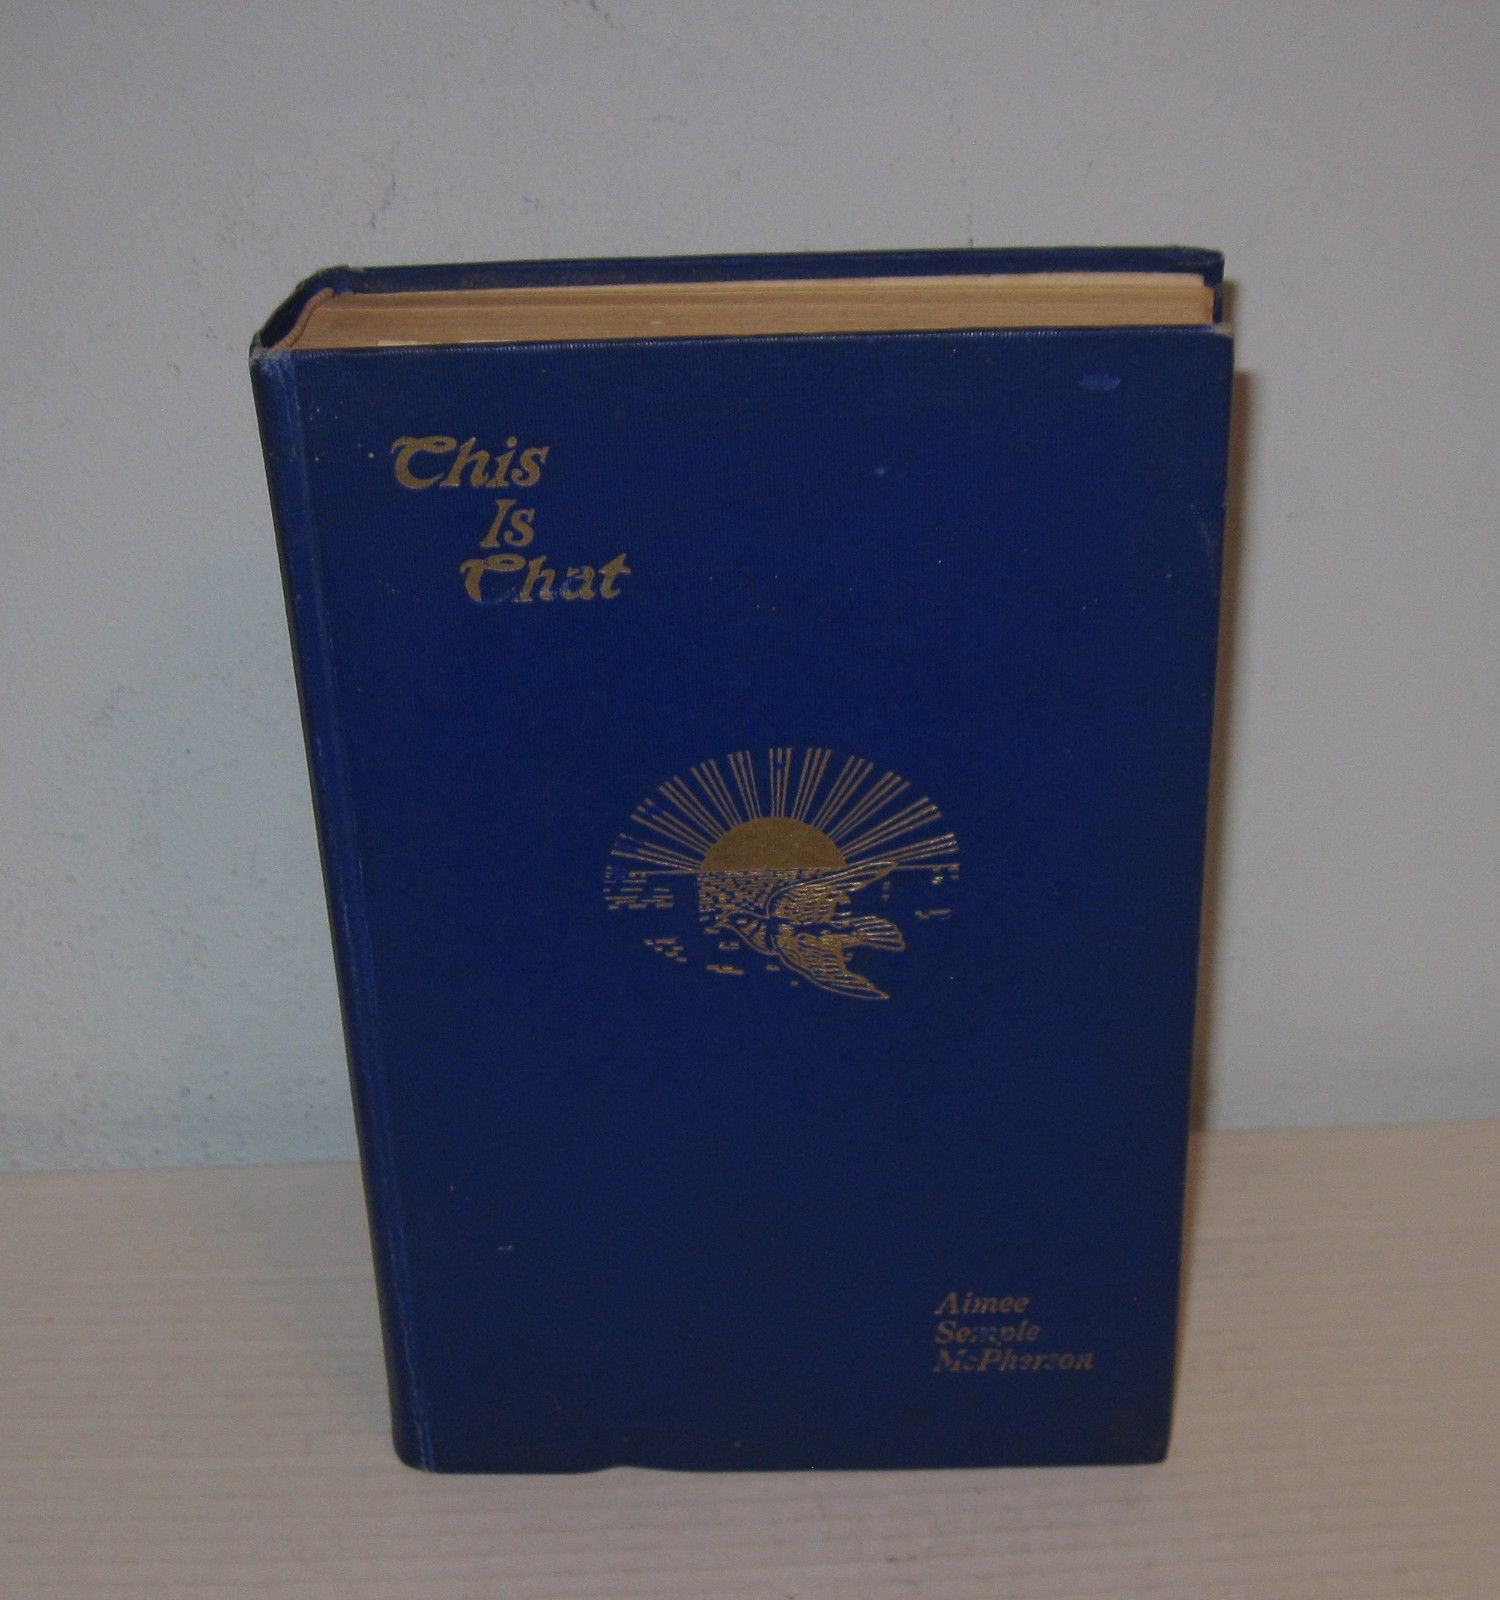 This
Is
That
Aimee
Semple
McPherson